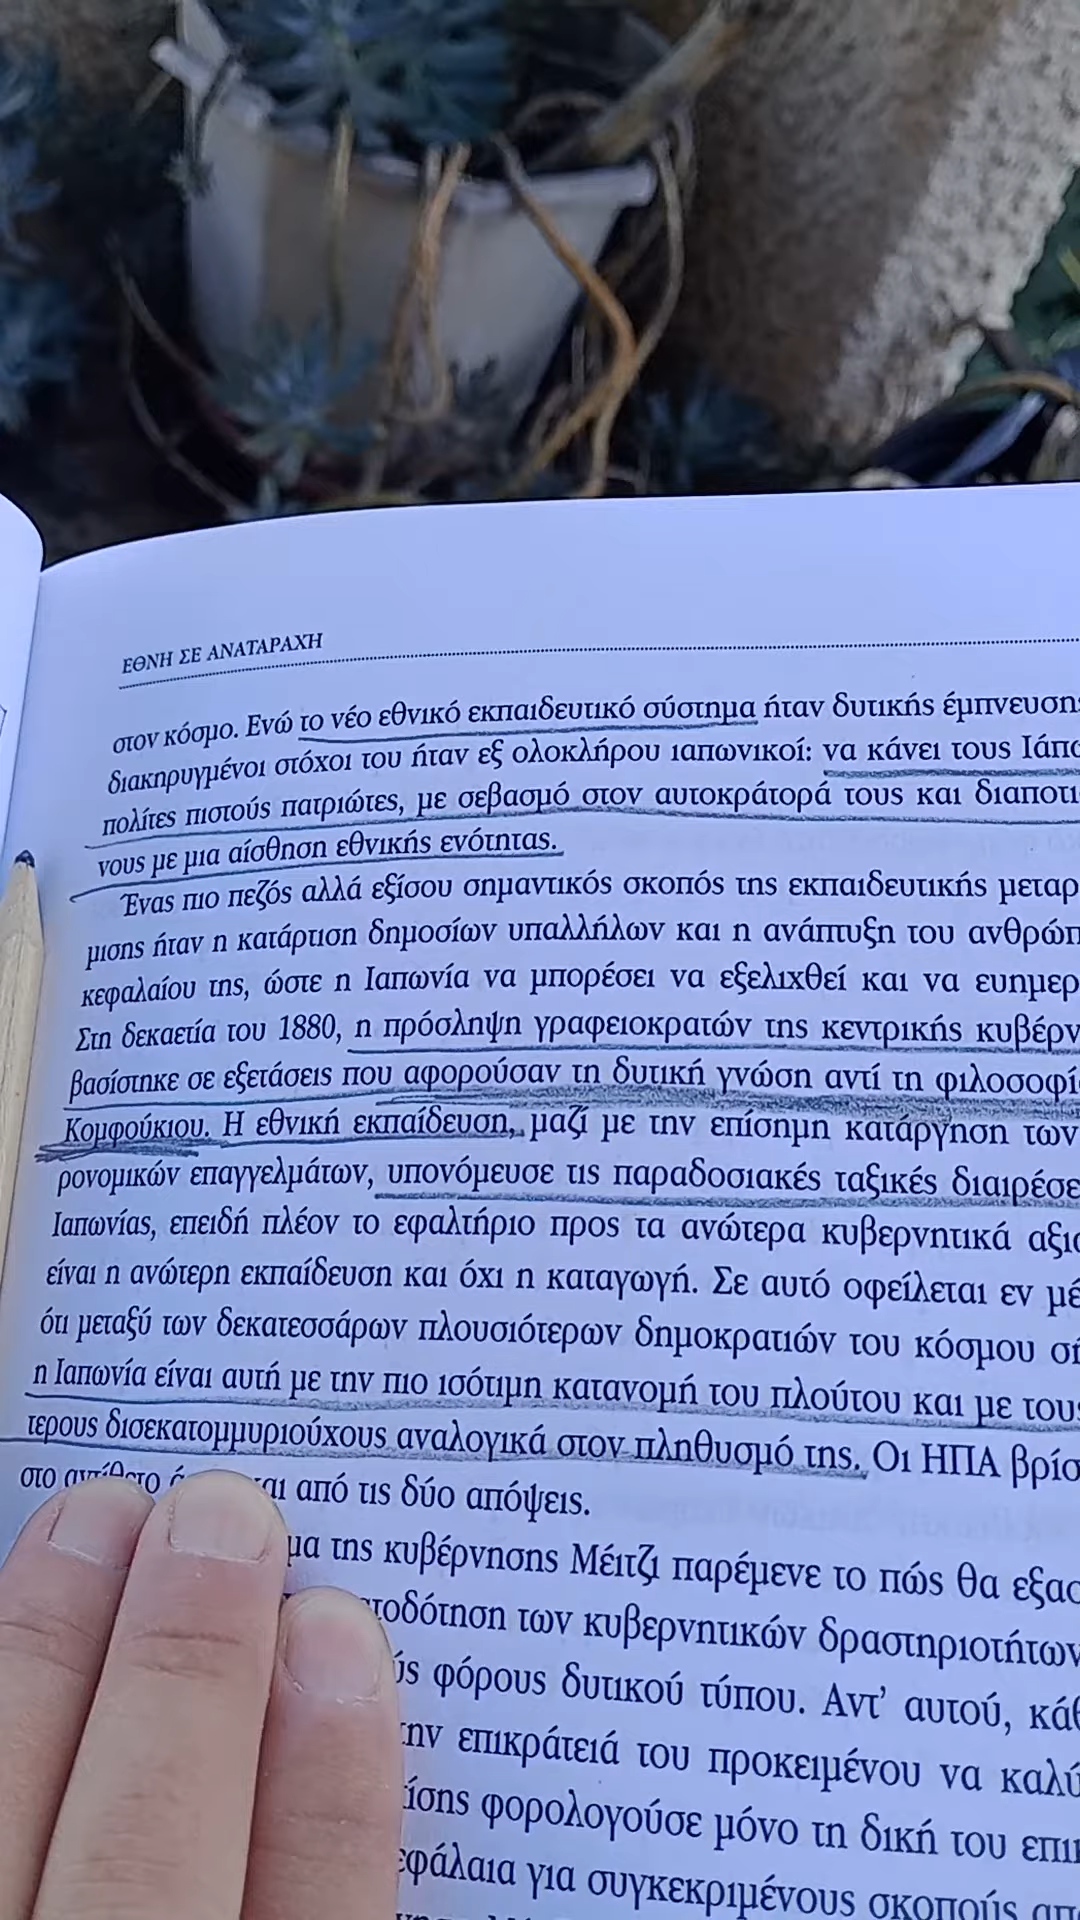 ΕΘΝΗ ΣΕ ΑΝΑΤΑΡΑΧΗ
στον κόσμο. Ενώ το νέο εθνικό εκπαιδευτικό σύστημα ήταν δυτικής έμπνευση
διακηρυγμένοι στόχοι του ήταν εξ ολοκλήρου ιαπωνικοί: να κάνει τους Ιάπ
πολίτες πιστούς πατριώτες, με σεβασμό στον αυτοκράτορά τους και διαποτι
νους με μια αίσθηση εθνικής ενότητας.
Ένας πιο πεζός αλλά εξίσου σημαντικός σκοπός της εκπαιδευτικής μεταρ
μισης ήταν η κατάρτιση δημοσίων υπαλλήλων και η ανάπτυξη του ανθρώπ
κεφαλαίου της, ώστε η Ιαπωνία να μπορέσει να εξελιχθεί και να ευημερ
Στη δεκαετία του 1880, η πρόσληψη γραφειοκρατών της κεντρικής κυβέρν
βασίστηκε σε εξετάσεις που αφορούσαν τη δυτική γνώση αντί τη φιλοσοφί
Κομφούκιου. Η εθνική εκπαίδευση, μαζί με την επίσημη κατάργηση των
ρονομικών επαγγελμάτων, υπονόμευσε τις παραδοσιακές ταξικές διαιρέσε
Ιαπωνίας, επειδή πλέον το εφαλτήριο προς τα ανώτερα κυβερνητικά αξι
είναι η ανώτερη εκπαίδευση και όχι η καταγωγή. Σε αυτό οφείλεται εν μέ
ότι μεταξύ των δεκατεσσάρων πλουσιότερων δημοκρατιών του κόσμου σή
η Ιαπωνία είναι αυτή με την πιο ισότιμη κατανομή του πλούτου και με τους
τερους δισεκατομμυριούχους αναλογικά στον πληθυσμό της. Οι ΗΠΑ βρίσ
στο αντίθετο από τις δύο απόψεις.
μα της κυβέρνησης Μέιτζι παρέμενε το πώς θα εξασ
τοδότηση των κυβερνητικών δραστηριοτήτων
ύς φόρους δυτικού τύπου. Αντ’ αυτού, κάθ
την επικράτειά του προκειμένου να καλύ
ίσης φορολογούσε μόνο τη δική του επι
εφάλαια για συγκεκριμένους σκοπούς απ